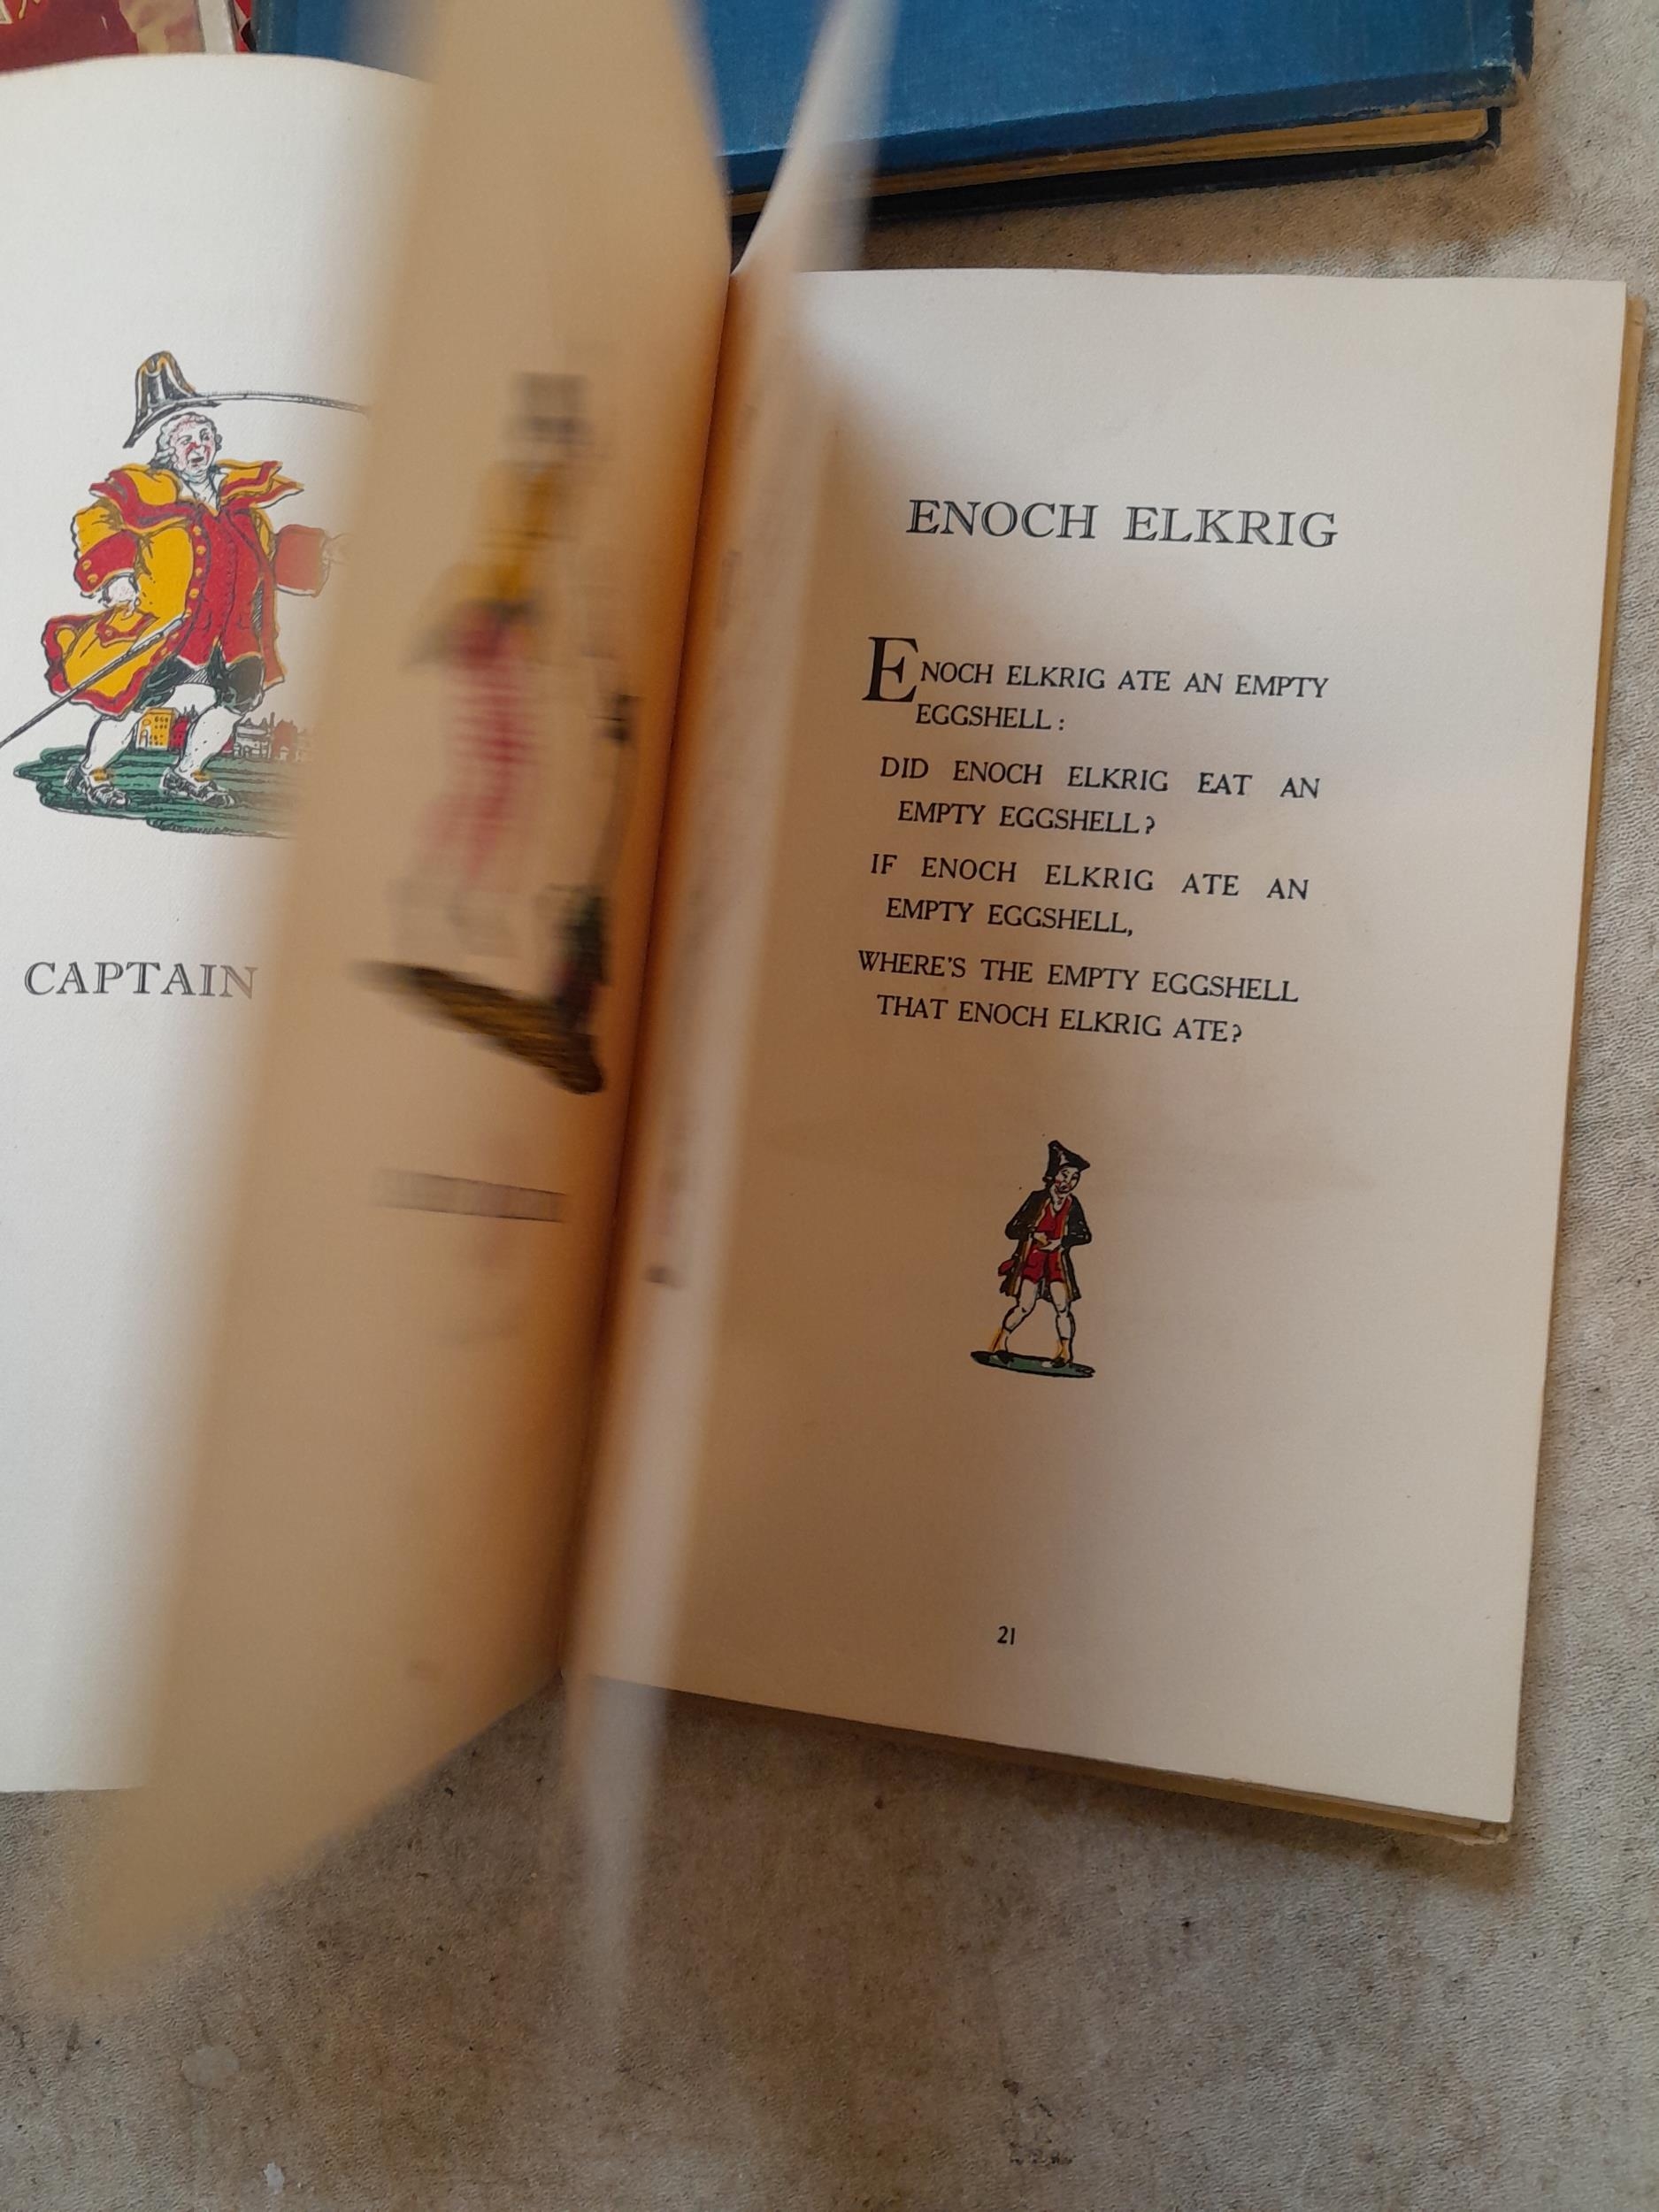 CAPTAIN
ENOCH ELKRIG
ENOCH ELKRIG ATE AN EMPTY
EGGSHELL:
DID ENOCH ELKRIG EAT AN
EMPTY EGGSHELL?
IF ENOCH ELKRIG ATE AN
EMPTY EGGSHELL,
WHERE'S THE EMPTY EGGSHELL
THAT ENOCH ELKRIG ATE?
21